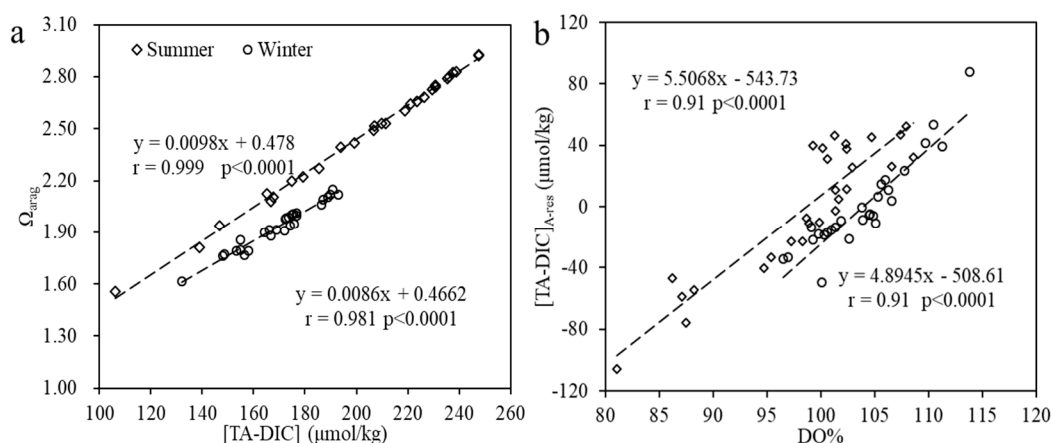 a
Summer
Winter
3.10
2.80
2.50
2.20
1.90
1.60
1.30
1.00
Ωarag
y = 0.0098x + 0.478
r = 0.999 p<0.0001
y = 0.0086x + 0.4662
r = 0.981 p<0.0001
100 120 140 160 180 200 220 240 260
[TA-DIC] (μmol/kg)
b
120
80
40
0
-40
-80
-120
[TA-DIC]A-res (μmol/kg)
y = 5.5068x - 543.73
r = 0.91 p<0.0001
y = 4.8945x - 508.61
r = 0.91 p<0.0001
80 85 90 95 100 105 110 115 120
DO%